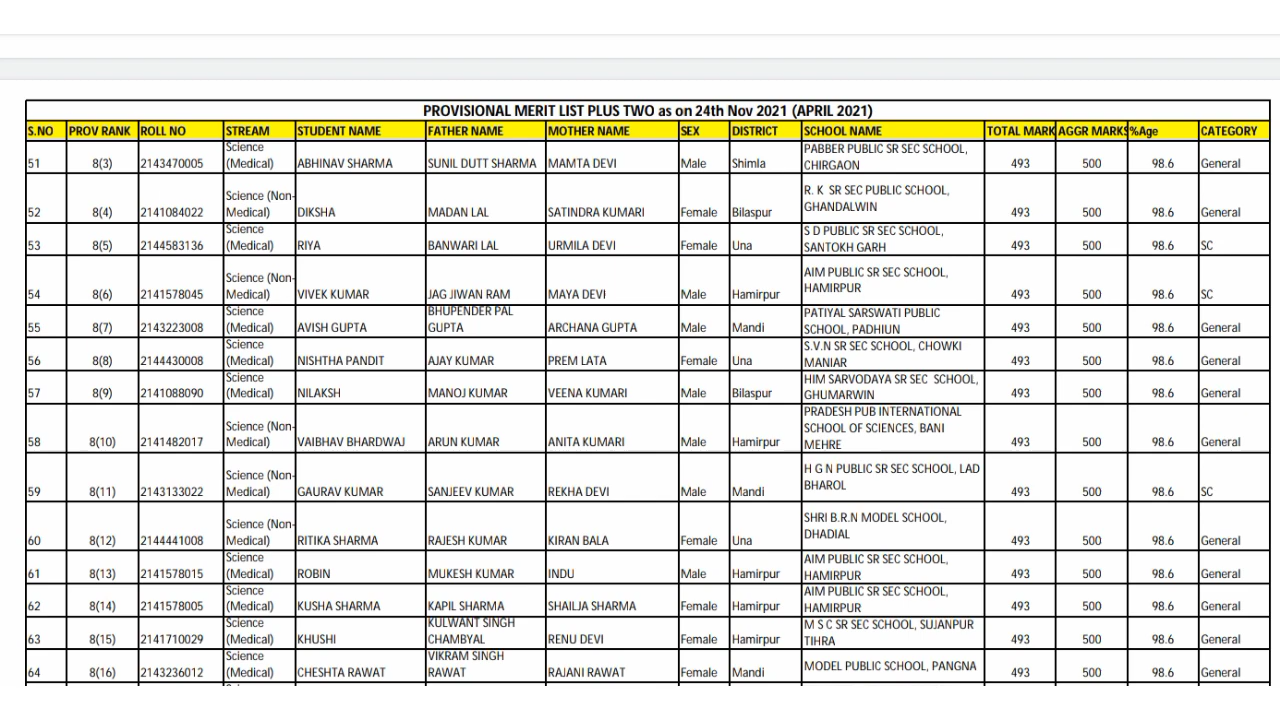 PROVISIONAL MERIT LIST PLUS TWO as on 24th Nov 2021 (APRIL 2021)
S.NO PROV RANK ROLL NO STREAM STUDENT NAME FATHER NAME MOTHER NAME SEX DISTRICT SCHOOL NAME TOTAL MARK AGGR MARKS %Age CATEGORY
51 8(3) 2143470005 Science (Medical) ABHINAV SHARMA SUNIL DUTT SHARMA MAMTA DEVI Male Shimla PABBER PUBLIC SR SEC SCHOOL, CHIRGAON 493 500 98.6 General
52 8(4) 2141084022 Science (Non-Medical) DIKSHA MADAN LAL SATINDRA KUMARI Female Bilaspur R. K SR SEC PUBLIC SCHOOL, GHANDALWIN 493 500 98.6 General
53 8(5) 2144583136 Science (Medical) RIYA BANWARI LAL URMILA DEVI Female Una S D PUBLIC SR SEC SCHOOL, SANTOKH GARH 493 500 98.6 SC
54 8(6) 2141578045 Science (Non-Medical) VIVEK KUMAR JAG JIWAN RAM MAYA DEVI Male Hamirpur AIM PUBLIC SR SEC SCHOOL, HAMIRPUR 493 500 98.6 SC
55 8(7) 2143223008 Science (Medical) AVISH GUPTA BHUPENDER PAL GUPTA ARCHANA GUPTA Male Mandi PATIYAL SARSWATI PUBLIC SCHOOL, PADHIUN 493 500 98.6 General
56 8(8) 2144430008 Science (Medical) NISHTHA PANDIT AJAY KUMAR PREM LATA Female Una S.V.N SR SEC SCHOOL, CHOWKI MANIAR 493 500 98.6 General
57 8(9) 2141088090 Science (Medical) NILAKSH MANOJ KUMAR VEENA KUMARI Male Bilaspur HIM SARVODAYA SR SEC SCHOOL, GHUMARWIN 493 500 98.6 General
58 8(10) 2141482017 Science (Non-Medical) VAIBHAV BHARDWAJ ARUN KUMAR ANITA KUMARI Male Hamirpur PRADESH PUB INTERNATIONAL SCHOOL OF SCIENCES, BANI MEHRE 493 500 98.6 General
59 8(11) 2143133022 Science (Non-Medical) GAURAV KUMAR SANJEEV KUMAR REKHA DEVI Male Mandi H G N PUBLIC SR SEC SCHOOL, LAD BHAROL 493 500 98.6 SC
60 8(12) 2144441008 Science (Non-Medical) RITIKA SHARMA RAJESH KUMAR KIRAN BALA Female Una SHRI B.R.N MODEL SCHOOL, DHADIAL 493 500 98.6 General
61 8(13) 2141578015 Science (Medical) ROBIN MUKESH KUMAR INDU Male Hamirpur AIM PUBLIC SR SEC SCHOOL, HAMIRPUR 493 500 98.6 General
62 8(14) 2141578005 Science (Medical) KUSHA SHARMA KAPIL SHARMA SHAILJA SHARMA Female Hamirpur AIM PUBLIC SR SEC SCHOOL, HAMIRPUR 493 500 98.6 General
63 8(15) 2141710029 Science (Medical) KHUSHI KULWANT SINGH CHAMBYAL RENU DEVI Female Hamirpur M S C SR SEC SCHOOL, SUJANPUR TIHRA 493 500 98.6 General
64 8(16) 2143236012 Science (Medical) CHESHTA RAWAT VIKRAM SINGH RAWAT RAJANI RAWAT Female Mandi MODEL PUBLIC SCHOOL, PANGNA 493 500 98.6 General